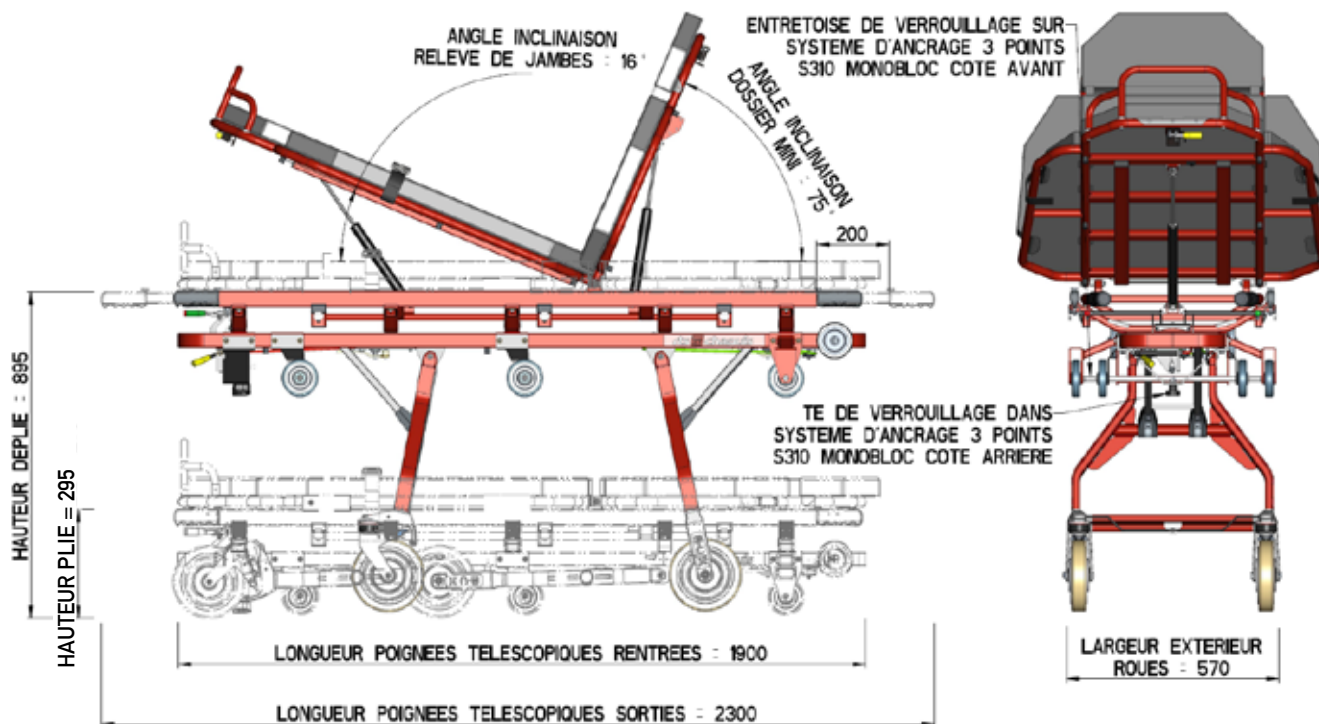 ANGLE INCLINAISON
RELEVE DE JAMBES : 16°
ANGLE INCLINAISON
DOSSIER MINI : 75°
200
ENTRETOISE DE VERROUILLAGE SUR
SYSTEME D'ANCRAGE 3 POINTS
S310 MONOBLOC COTE AVANT
HAUTEUR DEPLIE : 895
HAUTEUR PLIE = 295
TE DE VERROUILLAGE DANS
SYSTEME D'ANCRAGE 3 POINTS
S310 MONOBLOC COTE ARRIERE
LONGUEUR POIGNEES TELESCOPIQUES RENTREES : 1900
LONGUEUR POIGNEES TELESCOPIQUES SORTIES = 2300
LARGEUR EXTERIEUR
ROUES : 570